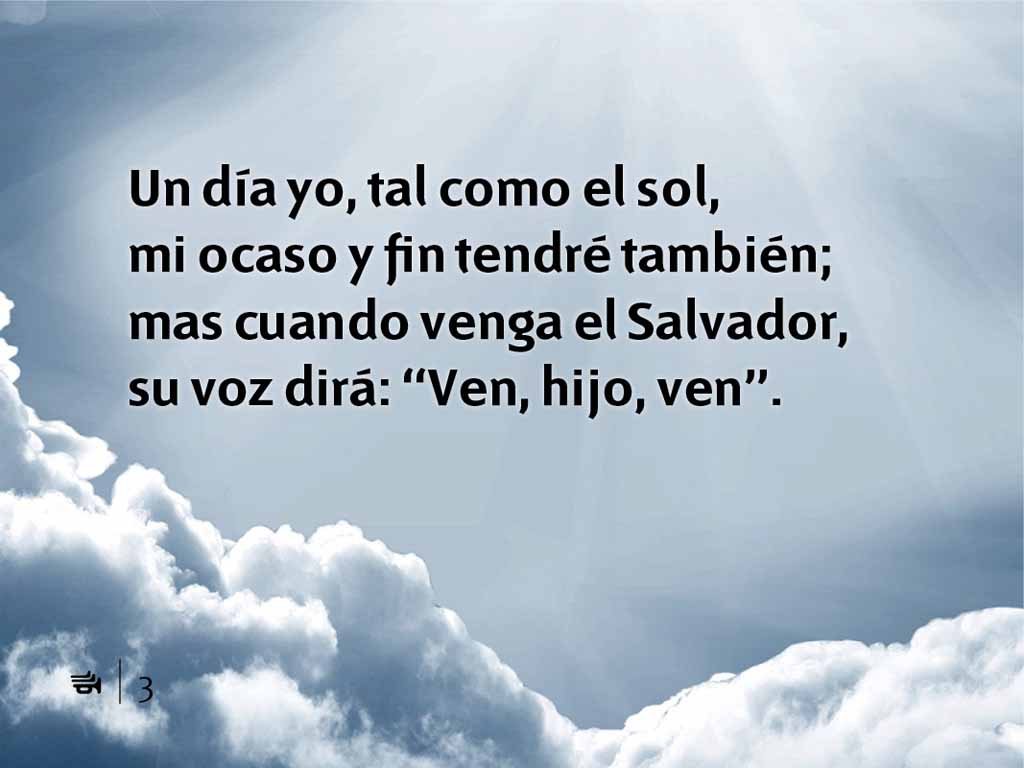 Un día yo, tal como el sol,
mi ocaso y fin tendré también;
mas cuando venga el Salvador,
su voz dirá: “Ven, hijo, ven”.
3